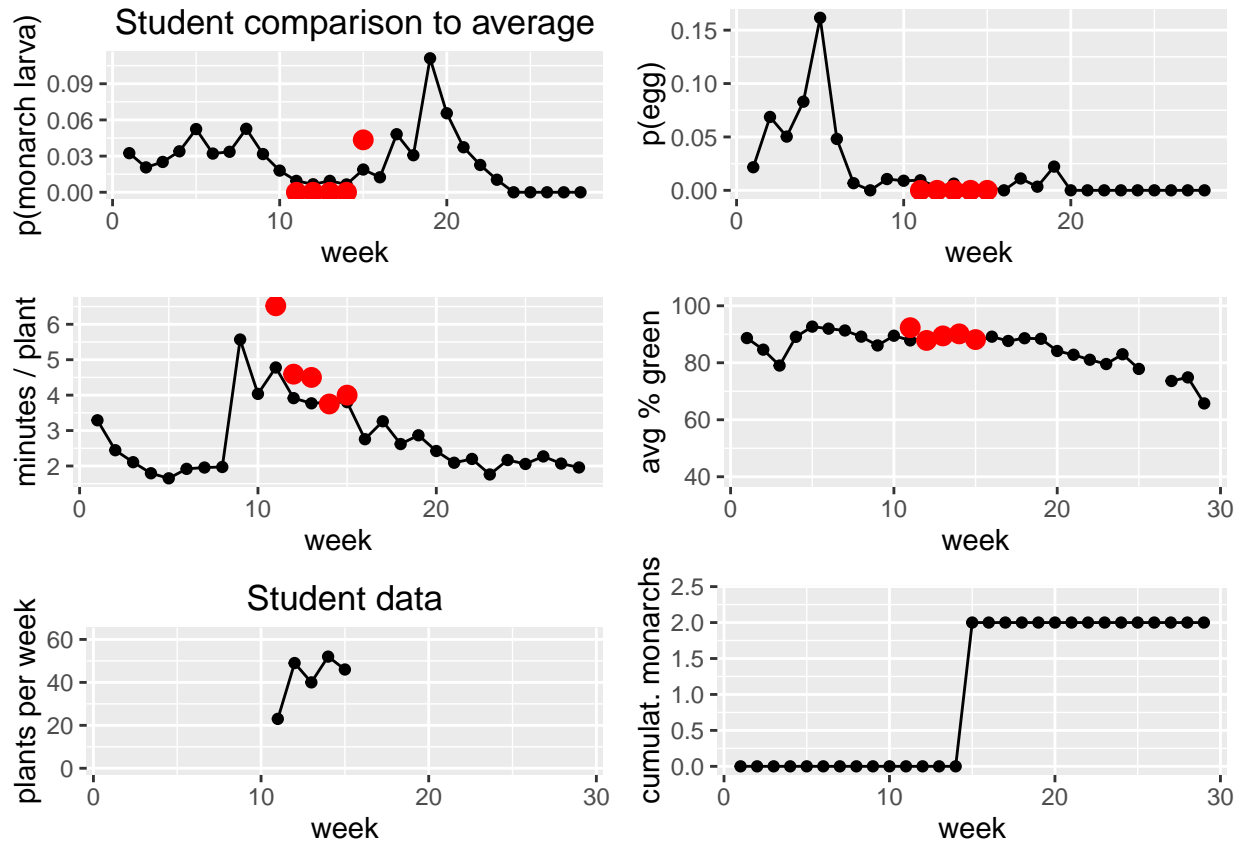 Student comparison to average
p(monarch larva)
0.09
0.06
0.03
0.00
0 10 20
week
p(egg)
0.15
0.10
0.05
0.00
0 10 20
week
minutes / plant
6
5
4
3
2
0 10 20
week
avg % green
100
80
60
40
0 10 20 30
week
Student data
plants per week
60
40
20
0
0 10 20 30
week
cumulat. monarchs
2.5
2.0
1.5
1.0
0.5
0.0
0 10 20 30
week